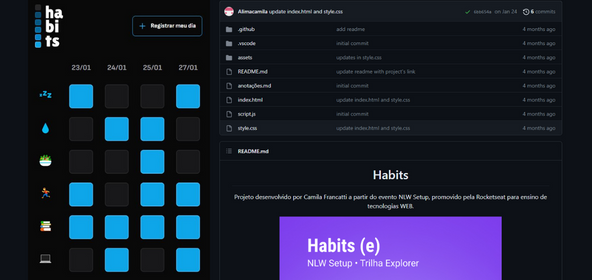 ha
bi
ts
+ Registrar meu dia
23/01
24/01
25/01
27/01
Alimacamila update index.html and style.css
on Jan 24
6 commits
.github
add readme
4 months ago
.vscode
initial commit
4 months ago
assets
updates in style.css
4 months ago
README.md
update readme with project's link
4 months ago
anotações.md
initial commit
4 months ago
index.html
update index.html and style.css
4 months ago
script.js
initial commit
4 months ago
style.css
update index.html and style.css
4 months ago
README.md
Habits
Projeto desenvolvido por Camila Francatti a partir do evento NLW Setup, promovido pela Rocketseat para ensino de
tecnologias WEB.
Habits (e)
NLW Setup • Trilha Explorer